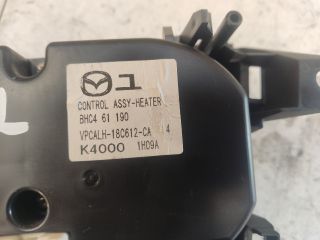 1
CONTROL ASSY-HEATER
BHC4 61 190
VPCALH-18C612-CA 4
K4000 1H09A